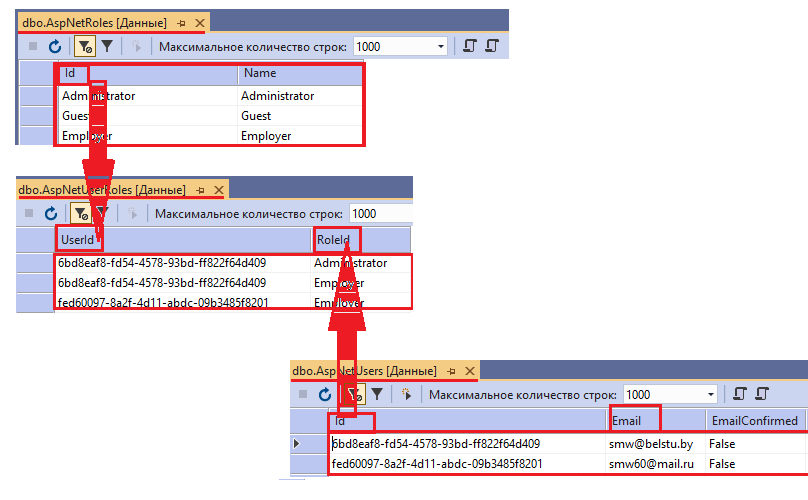 dbo.AspNetRoles [Данные]
Максимальное количество строк: 1000
Id Name
Administrator Administrator
Guest Guest
Employer Employer
dbo.AspNetUserRoles [Данные]
Максимальное количество строк: 1000
UserId RoleId
6bd8eaf8-fd54-4578-93bd-ff822f64d409 Administrator
6bd8eaf8-fd54-4578-93bd-ff822f64d409 Employer
fed60097-8a2f-4d11-abdc-09b3485f8201 Employer
dbo.AspNetUsers [Данные]
Максимальное количество строк: 1000
Id Email EmailConfirmed
6bd8eaf8-fd54-4578-93bd-ff822f64d409 smw@belstu.by False
fed60097-8a2f-4d11-abdc-09b3485f8201 smw60@mail.ru False